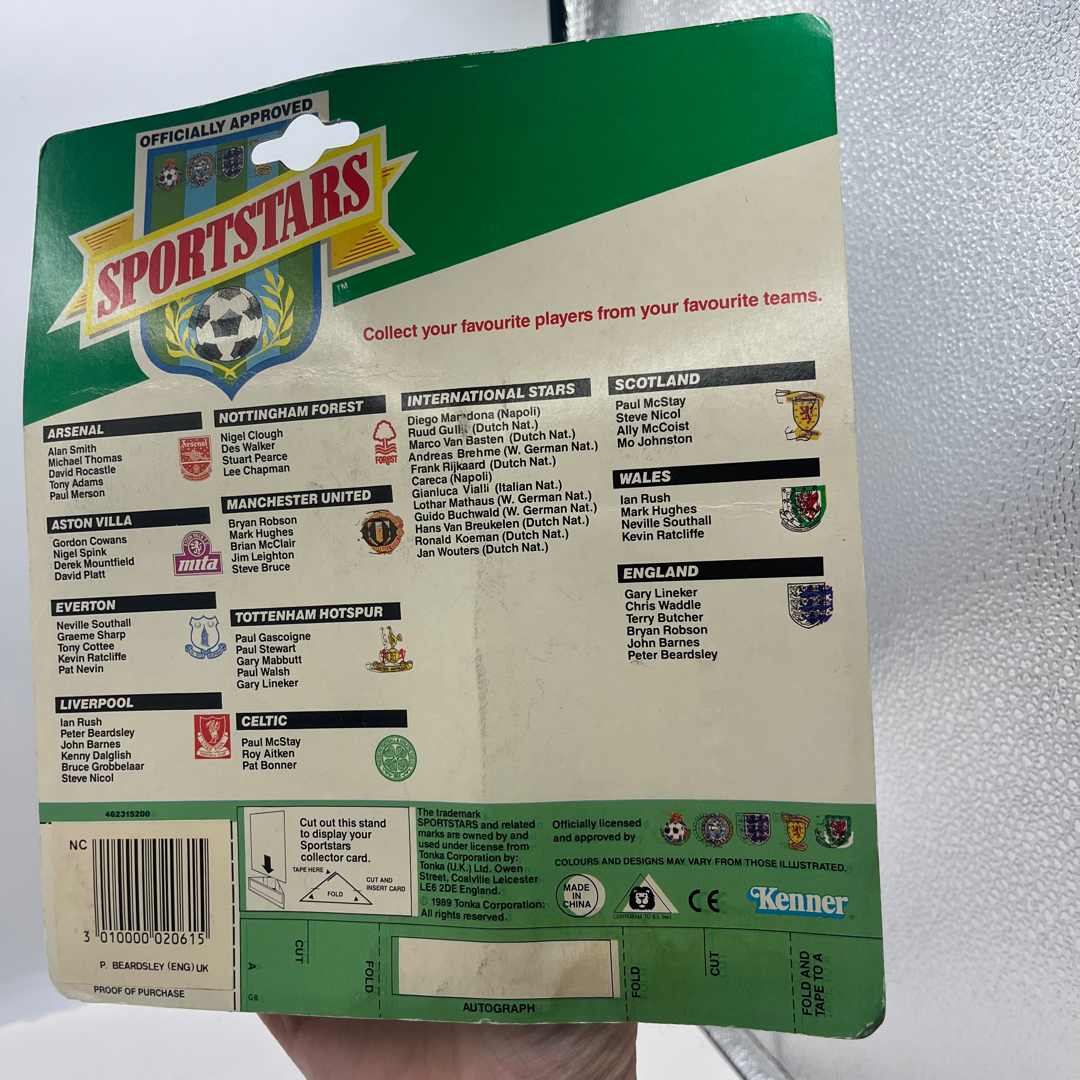 OFFICIALLY APPROVED
SPORTSTARS
TM
Collect your favourite players from your favourite teams.
ARSENAL
Alan Smith
Michael Thomas
David Rocastle
Tony Adams
Paul Merson
Arsenal
ASTON VILLA
Gordon Cowans
Nigel Spink
Derek Mountfield
David Platt
mita
EVERTON
Neville Southall
Graeme Sharp
Tony Cottee
Kevin Ratcliffe
Pat Nevin
LIVERPOOL
Ian Rush
Peter Beardsley
John Barnes
Kenny Dalglish
Bruce Grobbelaar
Steve Nicol
NOTTINGHAM FOREST
Nigel Clough
Des Walker
Stuart Pearce
Lee Chapman
FOREST
MANCHESTER UNITED
Bryan Robson
Mark Hughes
Brian McClair
Jim Leighton
Steve Bruce
TOTTENHAM HOTSPUR
Paul Gascoigne
Paul Stewart
Gary Mabbutt
Paul Walsh
Gary Lineker
CELTIC
Paul McStay
Roy Aitken
Pat Bonner
INTERNATIONAL STARS
Diego Maradona (Napoli)
Ruud Gullit (Dutch Nat.)
Marco Van Basten (Dutch Nat.)
Andreas Brehme (W. German Nat.)
Frank Rijkaard (Dutch Nat.)
Careca (Napoli)
Gianluca Vialli (Italian Nat.)
Lothar Mathaus (W. German Nat.)
Guido Buchwald (W. German Nat.)
Hans Van Breukelen (Dutch Nat.)
Ronald Koeman (Dutch Nat.)
Jan Wouters (Dutch Nat.)
SCOTLAND
Paul McStay
Steve Nicol
Ally McCoist
Mo Johnston
WALES
Ian Rush
Mark Hughes
Neville Southall
Kevin Ratcliffe
ENGLAND
Gary Lineker
Chris Waddle
Terry Butcher
Bryan Robson
John Barnes
Peter Beardsley
462315200
NC
3 010000 020615
P. BEARDSLEY (ENG) UK
PROOF OF PURCHASE
Cut out this stand
to display your
Sportstars
collector card.
TAPE HERE
FOLD
CUT AND
INSERT CARD
The trademark
SPORTSTARS and related
marks are owned by and
used under license from
Tonka Corporation by:
Tonka (U.K.) Ltd. Owen
Street, Coalville Leicester
LE6 2DE England.
© 1989 Tonka Corporation:
All rights reserved.
Officially licensed
and approved by
COLOURS AND DESIGNS MAY VARY FROM THOSE ILLUSTRATED.
MADE
IN
CHINA
CONFORMS TO B.S. 5665
CE
Kenner
A
GB
CUT
FOLD
AUTOGRAPH
FOLD
CUT
FOLD AND
TAPE TO A